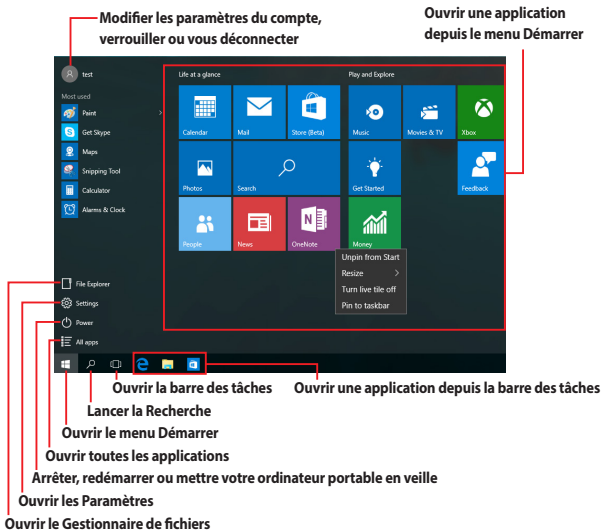 Modifier les paramètres du compte,
verrouiller ou vous déconnecter
Ouvrir une application
depuis le menu Démarrer
test
Most used
Paint
Get Skype
Maps
Snipping Tool
Calculator
Alarms & Clock
File Explorer
Settings
Power
All apps
Life at a glance
Play and Explore
Calendar
Mail
Store (Beta)
Music
Movies & TV
Xbox
Photos
Search
Get Started
Feedback
People
News
OneNote
Money
Unpin from Start
Resize
Turn live tile off
Pin to taskbar
Ouvrir la barre des tâches
Ouvrir une application depuis la barre des tâches
Lancer la Recherche
Ouvrir le menu Démarrer
Ouvrir toutes les applications
Arrêter, redémarrer ou mettre votre ordinateur portable en veille
Ouvrir les Paramètres
Ouvrir le Gestionnaire de fichiers